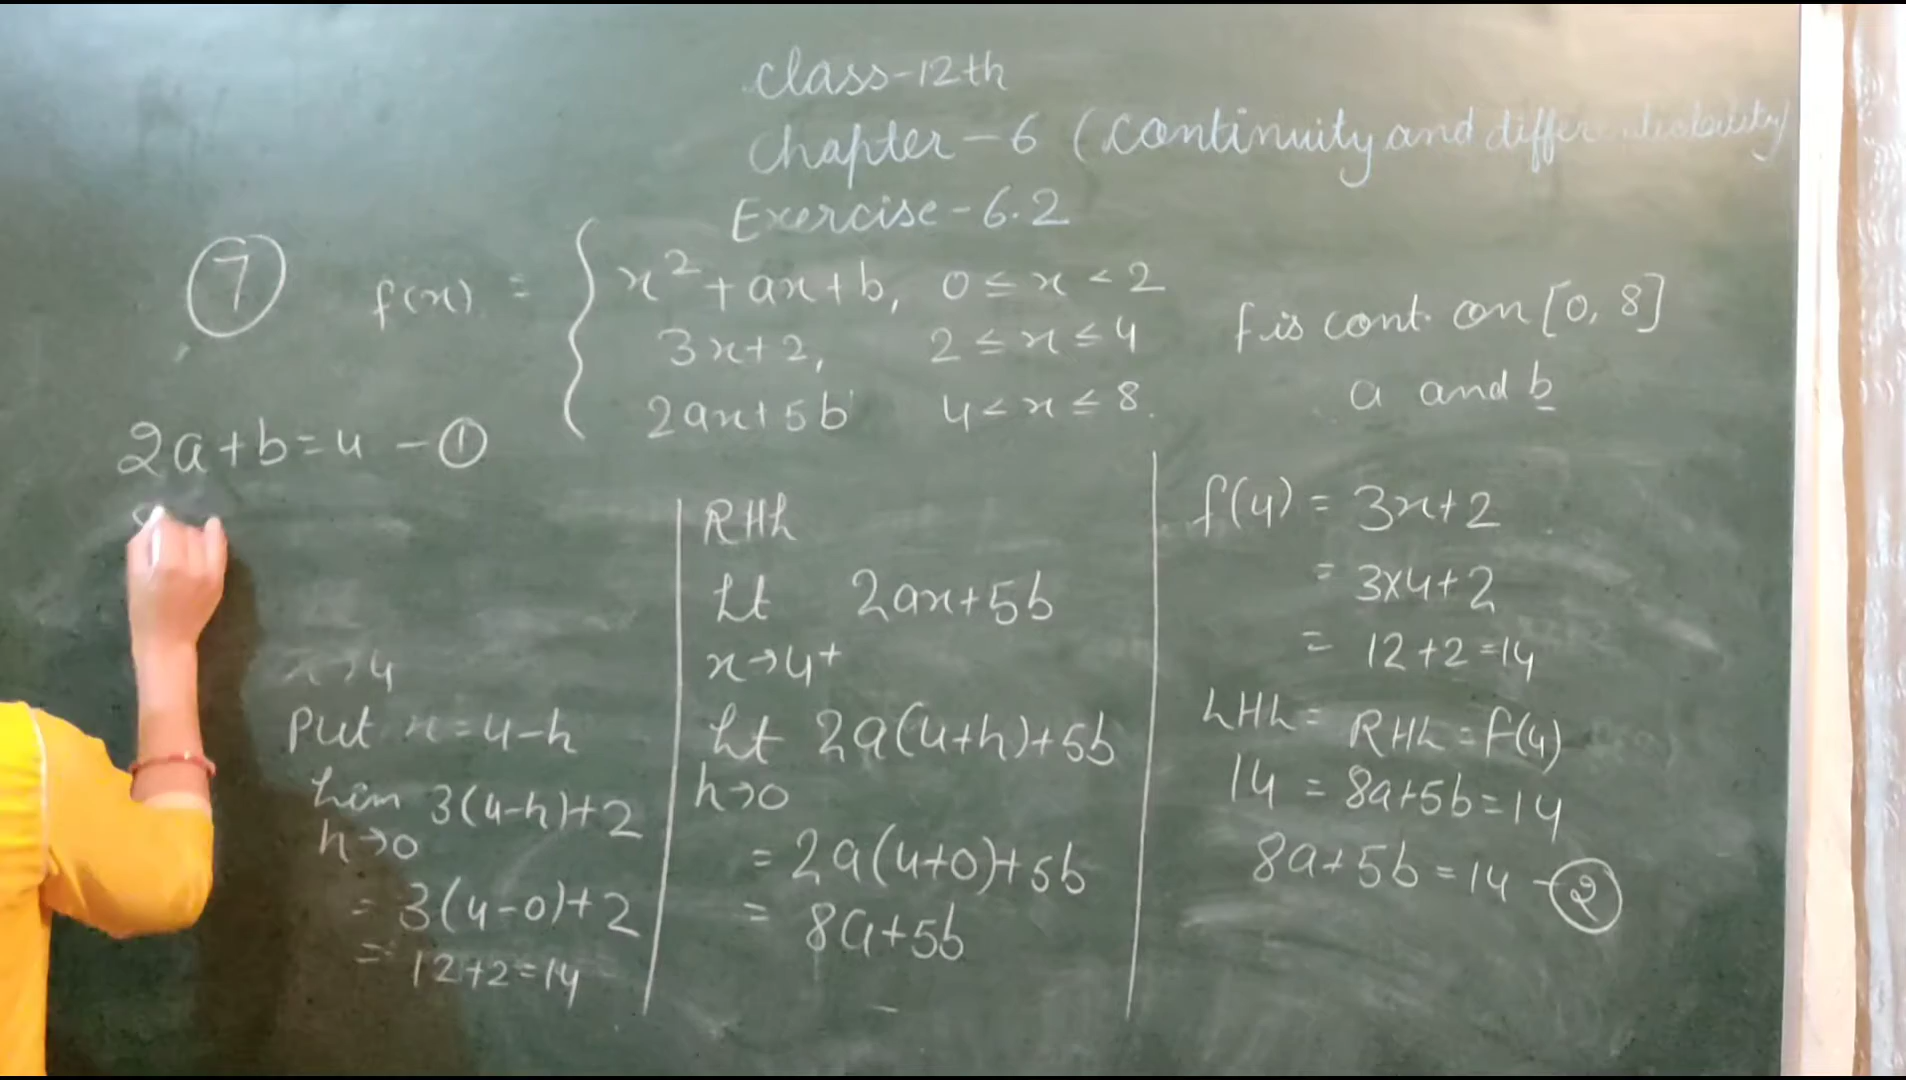 class-12th
Chapter-6 (Continuity and differentiability)
Exercise-6.2
7 f(x) = { x²+ax+b, 0≤x<2
3x+2, 2≤x≤4
2ax+5b 4<x≤8.
f is cont. on [0, 8]
a and b
2a+b=4 -①
x→4
Put x=4-h
Lim 3(4-h)+2
h→0
= 3(4-0)+2
= 12+2=14
RHL
Lt 2ax+5b
x→4+
Lt 2a(4+h)+5b
h→0
= 2a(4+0)+5b
= 8a+5b
f(4) = 3x+2
= 3x4+2
= 12+2=14
LHL = RHL = f(4)
14 = 8a+5b=14
8a+5b=14 -②